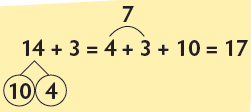 7
14 + 3 = 4 + 3 + 10 = 17
10 4